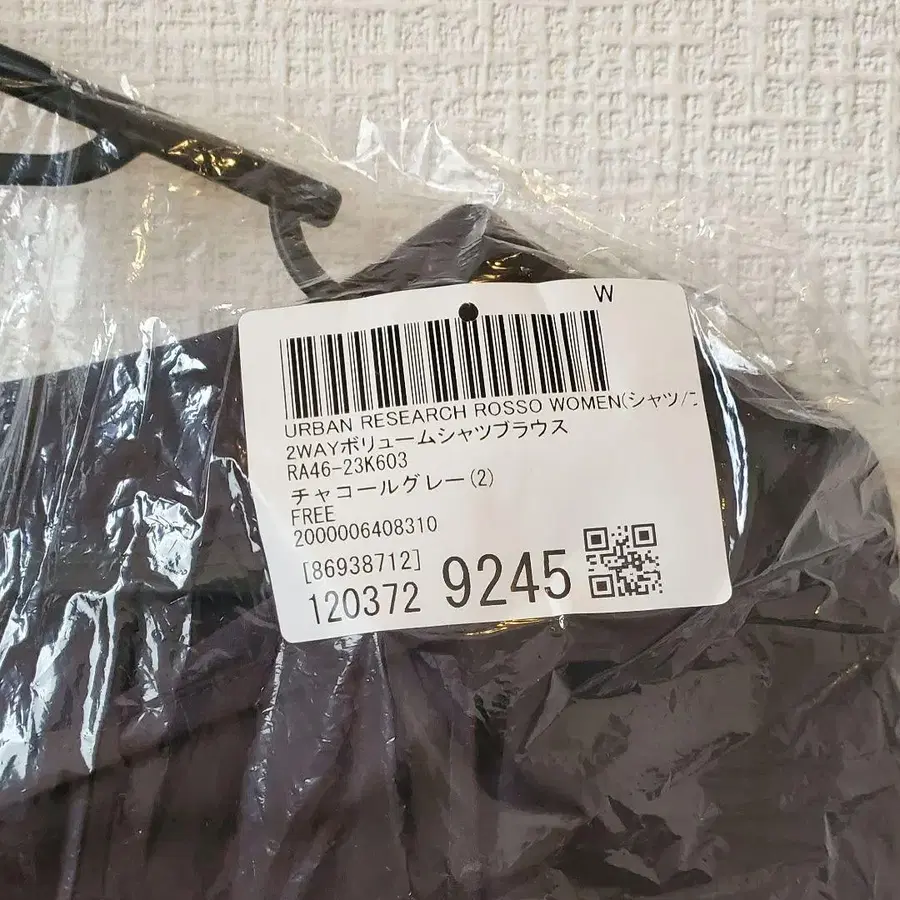 W
URBAN RESEARCH ROSSO WOMEN(シャツ/ブ
2WAYボリュームシャツブラウス
RA46-23K603
チャコールグレー(2)
FREE
2000006408310
[86938712]
120372 9245